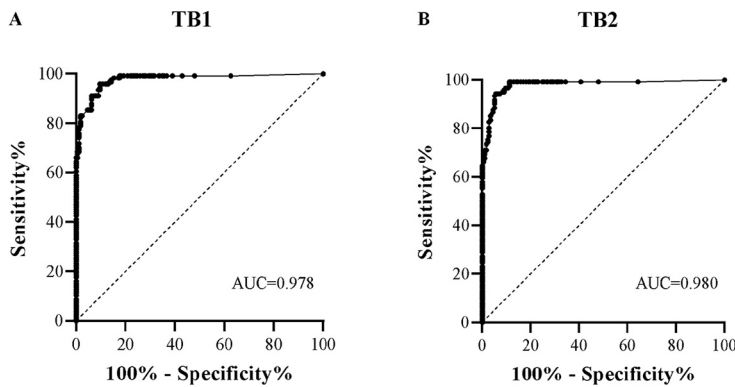 A
TB1
Sensitivity%
100
80
60
40
20
0
AUC=0.978
0 20 40 60 80 100
100% - Specificity%
B
TB2
Sensitivity%
100
80
60
40
20
0
AUC=0.980
0 20 40 60 80 100
100% - Specificity%